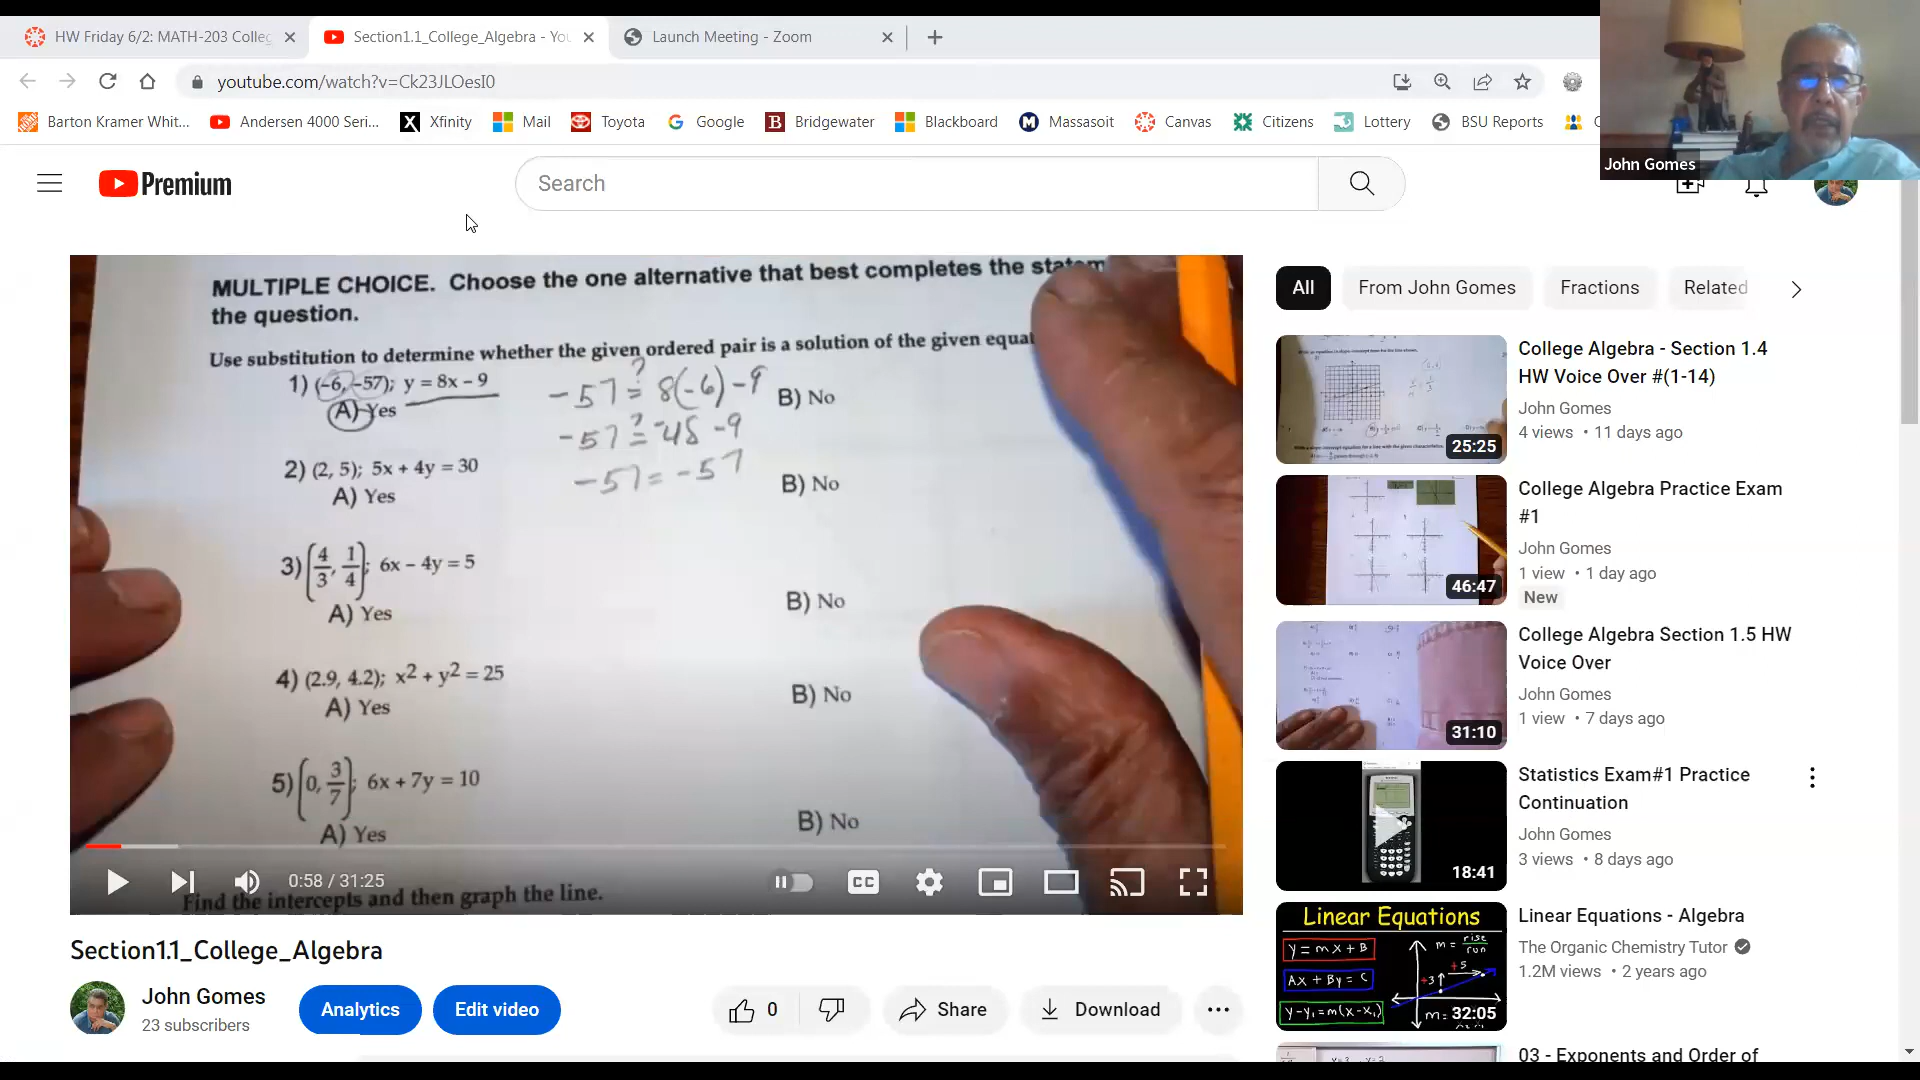 HW Friday 6/2: MATH-203 Colleg
Section1.1_College_Algebra - You
Launch Meeting - Zoom
youtube.com/watch?v=Ck23JLOesI0
Barton Kramer Whit...
Andersen 4000 Seri...
Xfinity
Mail
Toyota
Google
Bridgewater
Blackboard
Massasoit
Canvas
Citizens
Lottery
BSU Reports
John Gomes
Premium
Search
MULTIPLE CHOICE. Choose the one alternative that best completes the statem
the question.
Use substitution to determine whether the given ordered pair is a solution of the given equat
1) (-6, -57); y = 8x - 9
A) Yes
B) No
-57 ?= 8(-6) - 9
-57 ?= -48 - 9
-57 = -57
2) (2, 5); 5x + 4y = 30
A) Yes
B) No
3) (4/3, 1/4); 6x - 4y = 5
A) Yes
B) No
4) (2.9, 4.2); x² + y² = 25
A) Yes
B) No
5) (0, 3/7); 6x + 7y = 10
A) Yes
B) No
Find the intercepts and then graph the line.
0:58 / 31:25
CC
Section1.1_College_Algebra
John Gomes
23 subscribers
Analytics
Edit video
0
Share
Download
All
From John Gomes
Fractions
Related
College Algebra - Section 1.4
HW Voice Over #(1-14)
John Gomes
4 views • 11 days ago
25:25
College Algebra Practice Exam
#1
John Gomes
1 view • 1 day ago
New
46:47
College Algebra Section 1.5 HW
Voice Over
John Gomes
1 view • 7 days ago
31:10
Statistics Exam#1 Practice
Continuation
John Gomes
3 views • 8 days ago
18:41
Linear Equations
y = mx + B
Ax + By = C
y-y₁=m(x-x₁)
m = rise/run
+5
+3
m=
32:05
Linear Equations - Algebra
The Organic Chemistry Tutor
1.2M views • 2 years ago
03 - Exponents and Order of